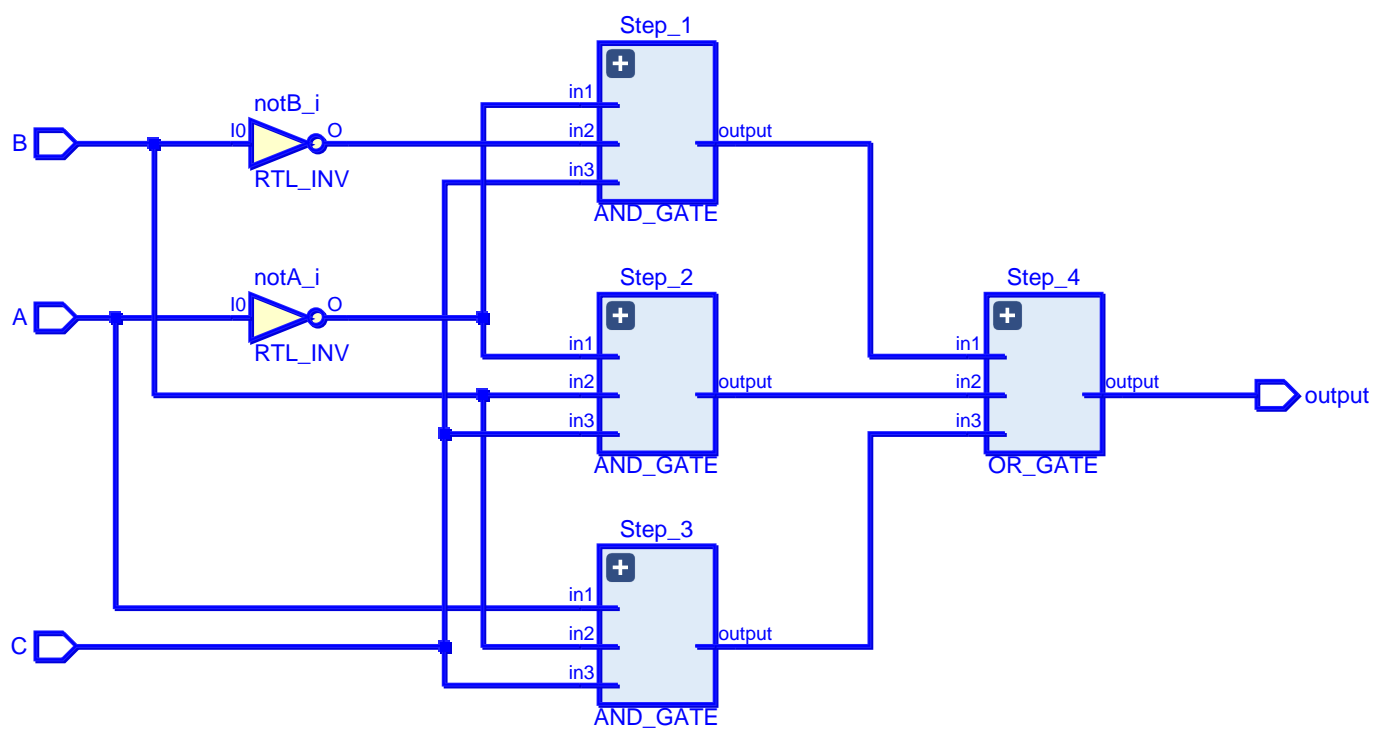 Step_1
in1
notB_i
B
I0
O
in2
output
RTL_INV
in3
AND_GATE
notA_i
Step_2
Step_4
A
I0
O
RTL_INV
in1
in1
in2
output
in2
output
output
in3
in3
AND_GATE
OR_GATE
Step_3
in1
C
in2
output
in3
AND_GATE